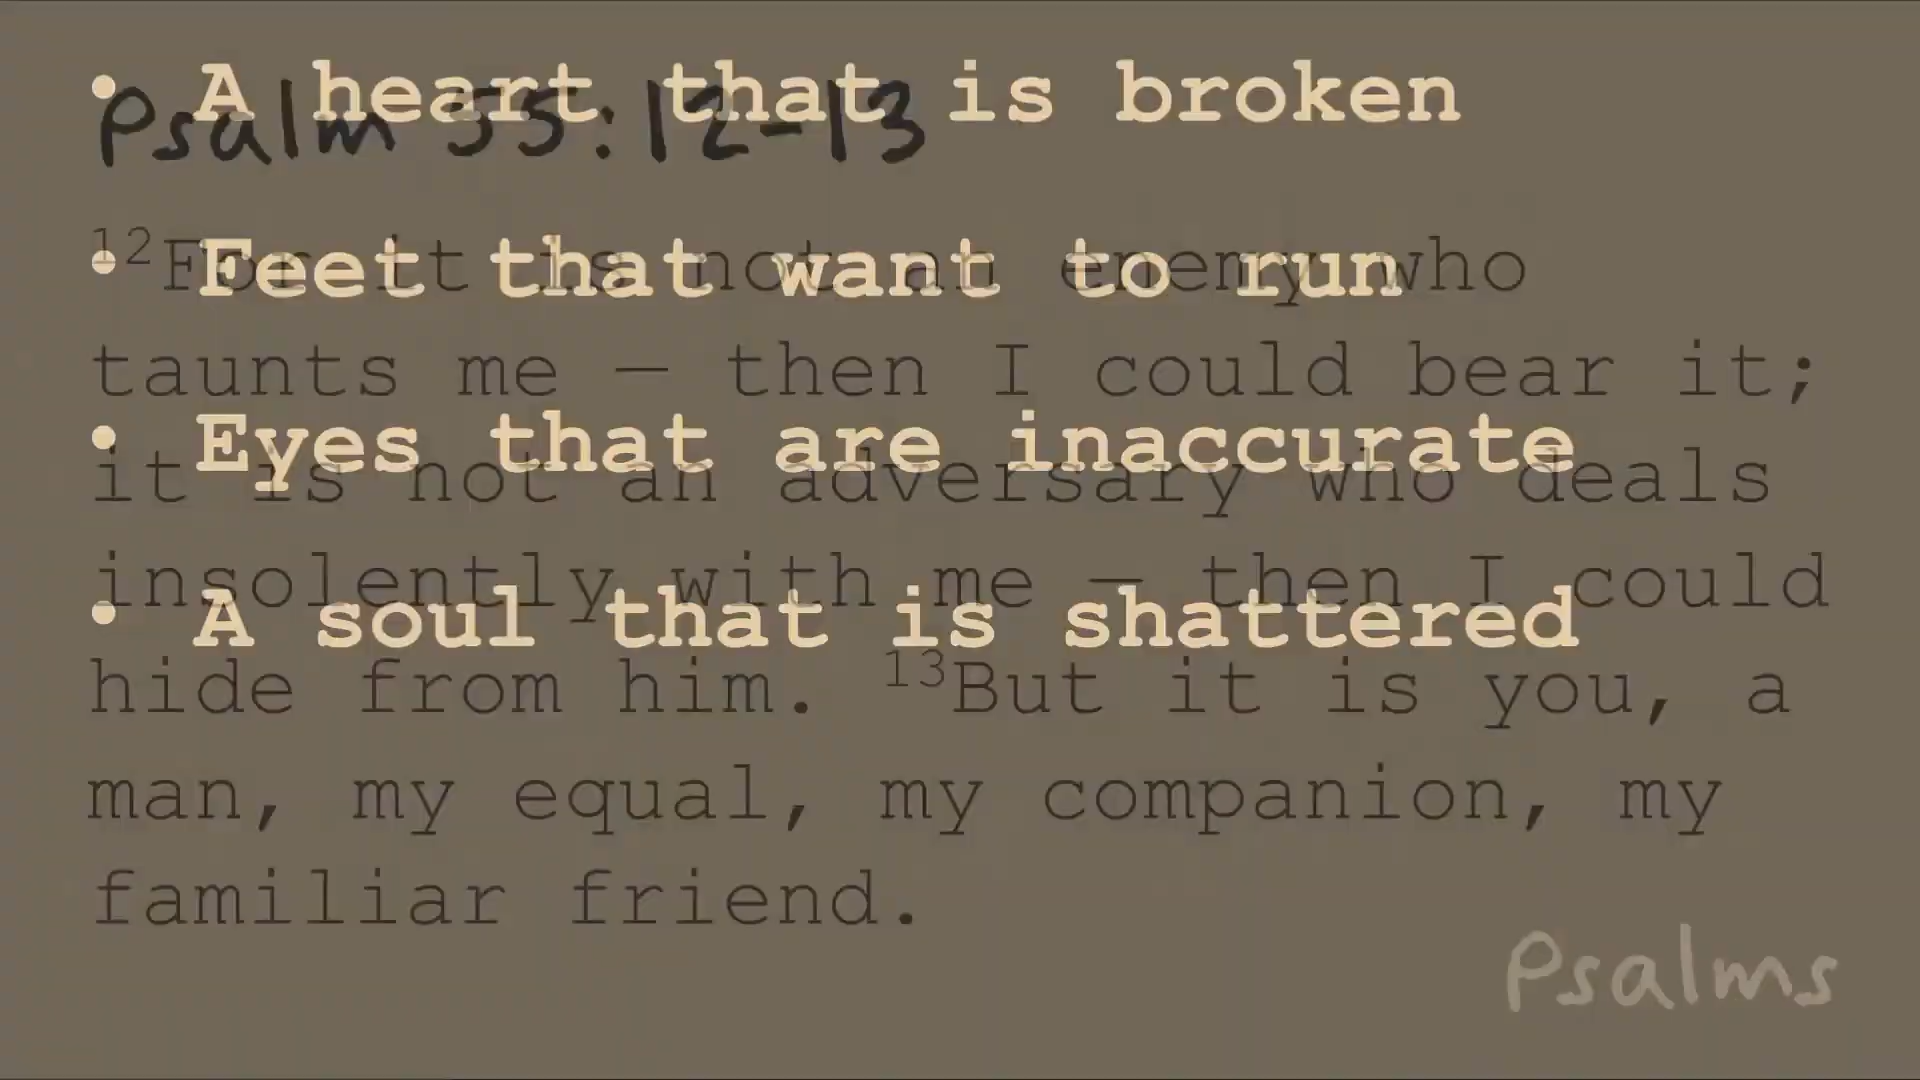 • A heart that is broken
• Feet that want to run
• Eyes that are inaccurate
• A soul that is shattered
Psalm 55:12-13
12For it is not an enemy who
taunts me — then I could bear it;
it is not an adversary who deals
insolently with me — then I could
hide from him. 13But it is you, a
man, my equal, my companion, my
familiar friend.
Psalms